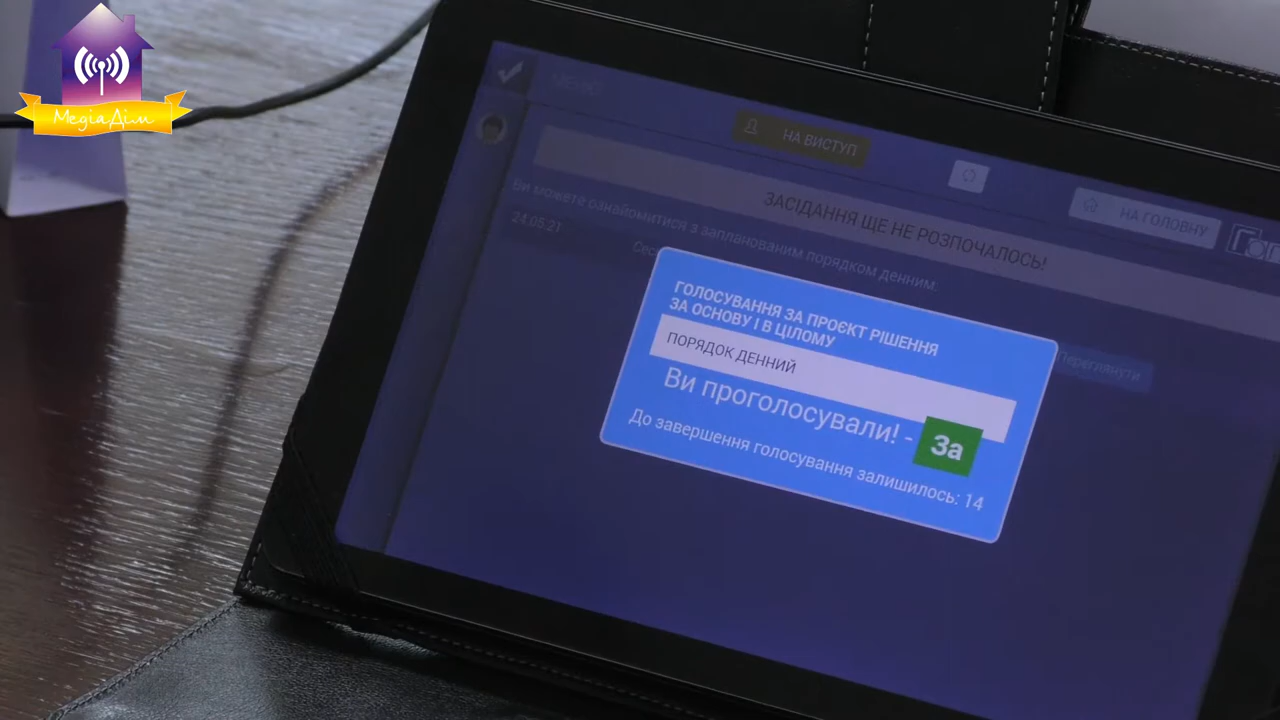 МедіаДім
МЕНЮ
НА ВИСТУП
НА ГОЛОВНУ
ЗАСІДАННЯ ЩЕ НЕ РОЗПОЧАЛОСЬ!
Ви можете ознайомитися з запланованим порядком денним.
24.05.21
Переглянути
ГОЛОСУВАННЯ ЗА ПРОЄКТ РІШЕННЯ
ЗА ОСНОВУ І В ЦІЛОМУ
ПОРЯДОК ДЕННИЙ
Ви проголосували! - За
До завершення голосування залишилось: 14